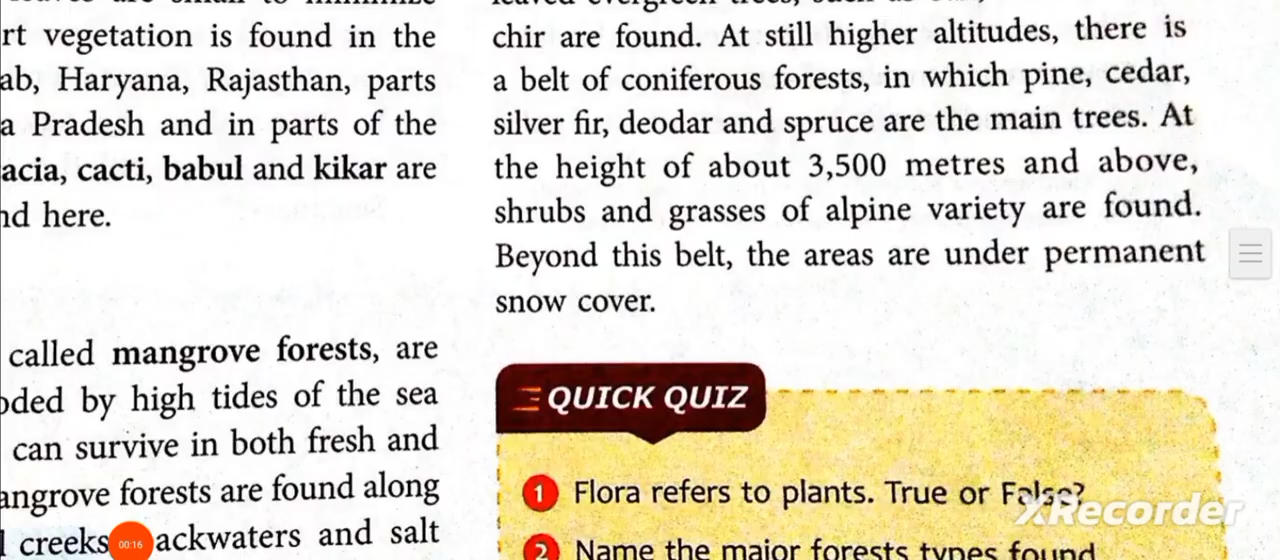 rt vegetation is found in the
ab, Haryana, Rajasthan, parts
a Pradesh and in parts of the
acia, cacti, babul and kikar are
nd here.
called mangrove forests, are
oded by high tides of the sea
can survive in both fresh and
angrove forests are found along
creeks ackwaters and salt
chir are found. At still higher altitudes, there is
a belt of coniferous forests, in which pine, cedar,
silver fir, deodar and spruce are the main trees. At
the height of about 3,500 metres and above,
shrubs and grasses of alpine variety are found.
Beyond this belt, the areas are under permanent
snow cover.
QUICK QUIZ
1 Flora refers to plants. True or False?
2 Name the major forests types found
00:16
XRecorder